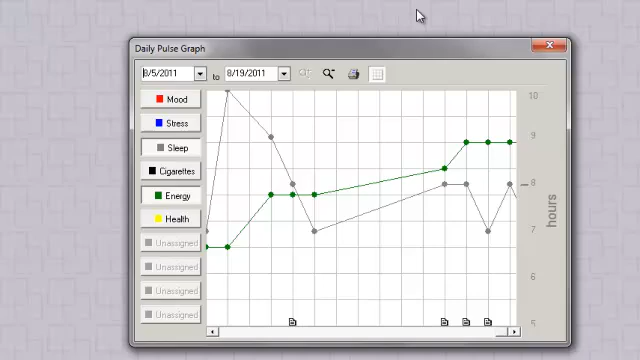 Daily Pulse Graph
8/5/2011 to 8/19/2011
Mood
Stress
Sleep
Cigarettes
Energy
Health
Unassigned
Unassigned
Unassigned
Unassigned
10
9
8
7
6
5
hours